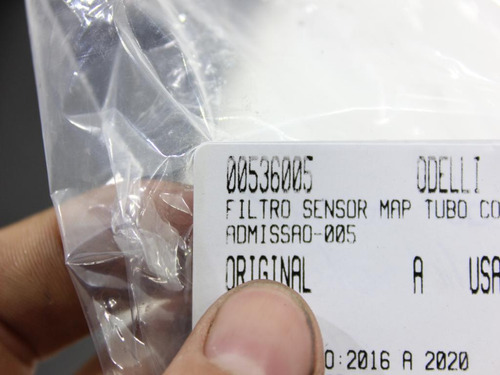 00536005 ODELLI
FILTRO SENSOR MAP TUBO CO
ADMISSAO-005
ORIGINAL A USA
O:2016 A 2020